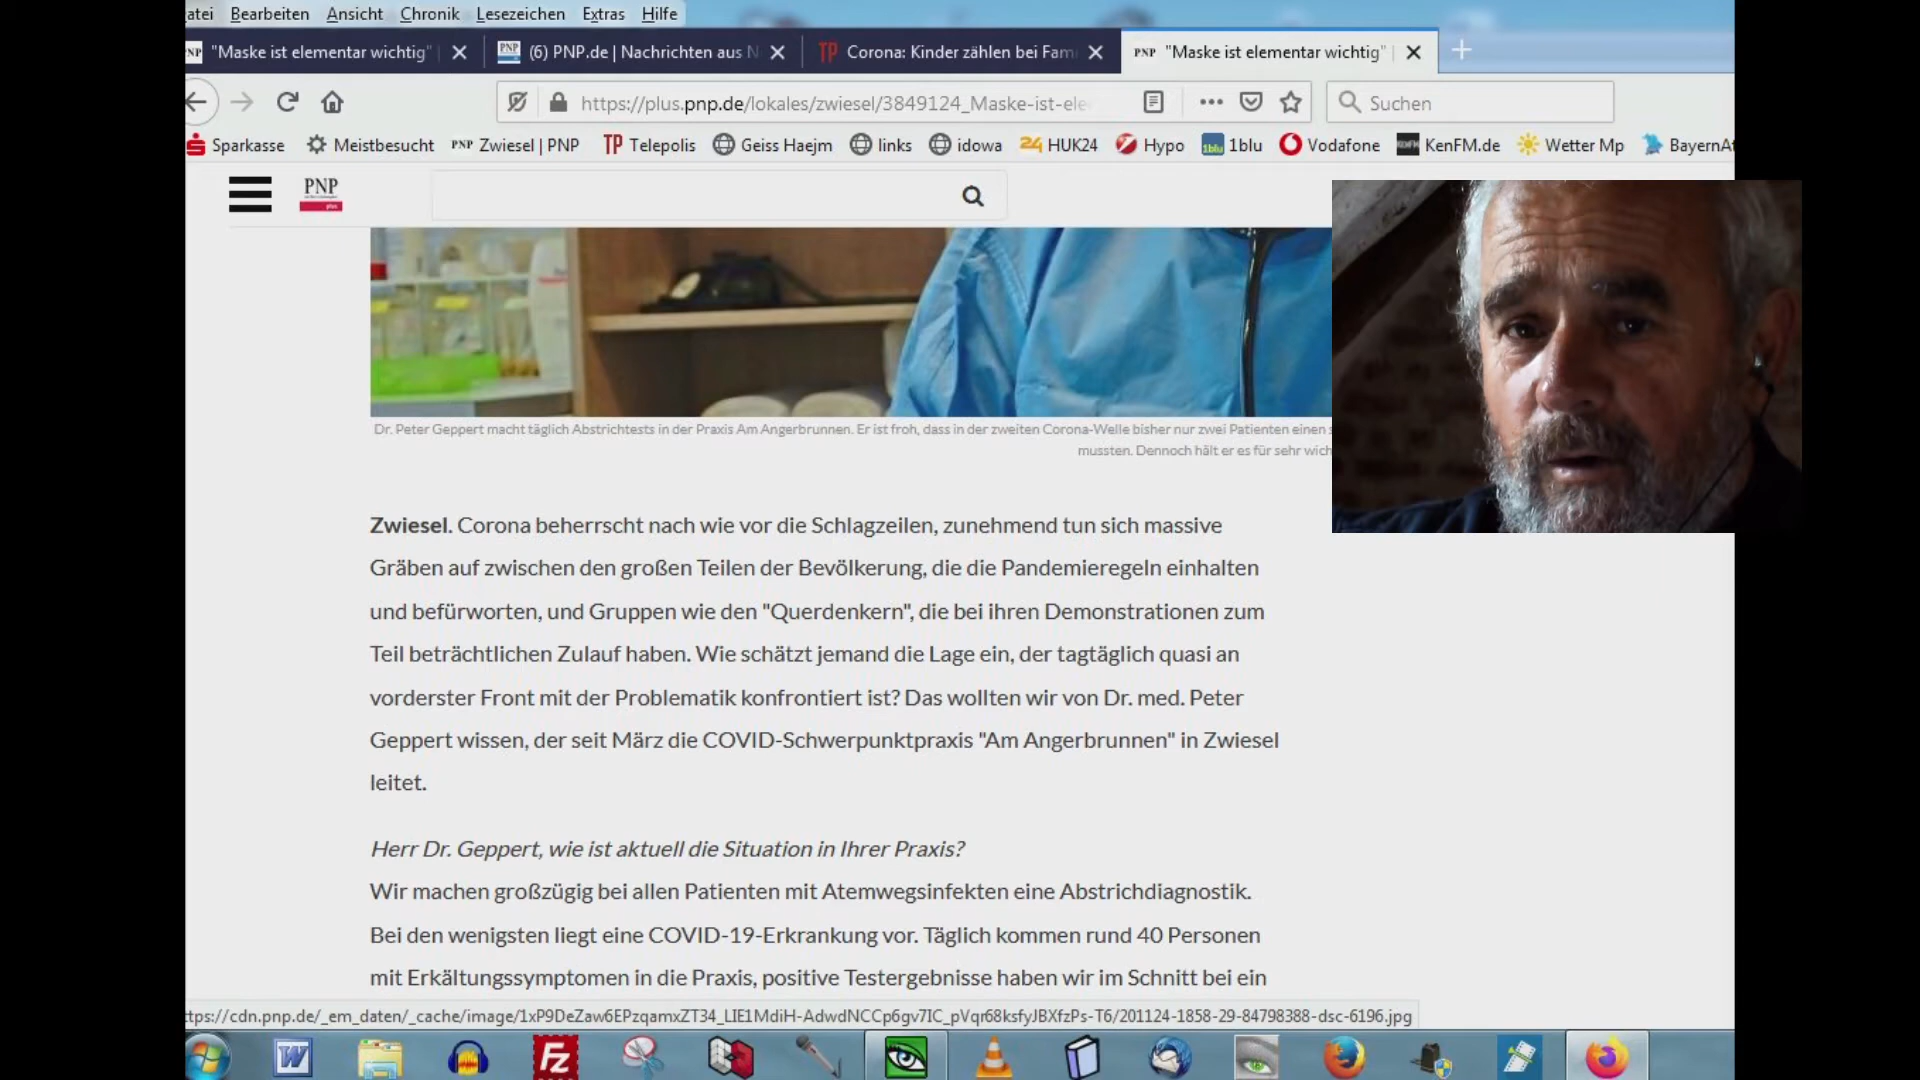 atei Bearbeiten Ansicht Chronik Lesezeichen Extras Hilfe
PNP "Maske ist elementar wichtig" | PNP (6) PNP.de | Nachrichten aus N TP Corona: Kinder zählen bei Fam PNP "Maske ist elementar wichtig" |
https://plus.pnp.de/lokales/zwiesel/3849124_Maske-ist-ele Suchen
Sparkasse Meistbesucht PNP Zwiesel | PNP TP Telepolis Geiss Haejm links idowa 24 HUK24 Hypo 1blu 1blu Vodafone KENFM KenFM.de Wetter Mp BayernAt
PNP
plus
Dr. Peter Geppert macht täglich Abstrichtests in der Praxis Am Angerbrunnen. Er ist froh, dass in der zweiten Corona-Welle bisher nur zwei Patienten einen s
mussten. Dennoch hält er es für sehr wich
Zwiesel. Corona beherrscht nach wie vor die Schlagzeilen, zunehmend tun sich massive
Gräben auf zwischen den großen Teilen der Bevölkerung, die die Pandemieregeln einhalten
und befürworten, und Gruppen wie den "Querdenkern", die bei ihren Demonstrationen zum
Teil beträchtlichen Zulauf haben. Wie schätzt jemand die Lage ein, der tagtäglich quasi an
vorderster Front mit der Problematik konfrontiert ist? Das wollten wir von Dr. med. Peter
Geppert wissen, der seit März die COVID-Schwerpunktpraxis "Am Angerbrunnen" in Zwiesel
leitet.
Herr Dr. Geppert, wie ist aktuell die Situation in Ihrer Praxis?
Wir machen großzügig bei allen Patienten mit Atemwegsinfekten eine Abstrichdiagnostik.
Bei den wenigsten liegt eine COVID-19-Erkrankung vor. Täglich kommen rund 40 Personen
mit Erkältungssymptomen in die Praxis, positive Testergebnisse haben wir im Schnitt bei ein
ttps://cdn.pnp.de/_em_daten/_cache/image/1xP9DeZaw6EPzqamxZT34_LIE1MdiH-AdwdNCCp6gv7IC_pVqr68ksfyJBXfzPs-T6/201124-1858-29-84798388-dsc-6196.jpg
W Fz